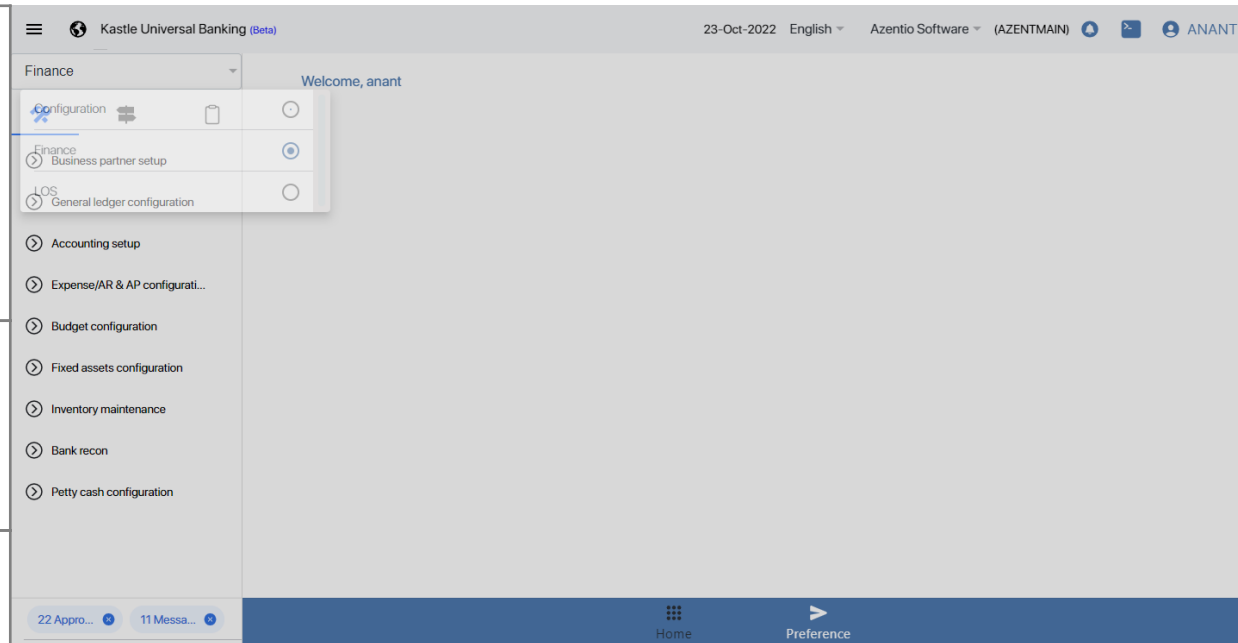 Kastle Universal Banking (Beta)
23-Oct-2022 English Azentio Software (AZENTMAIN) ANANT
Finance
Welcome, anant
Configuration
Finance
Business partner setup
LOS
General ledger configuration
Accounting setup
Expense/AR & AP configurati...
Budget configuration
Fixed assets configuration
Inventory maintenance
Bank recon
Petty cash configuration
22 Appro... 11 Messa...
Home Preference